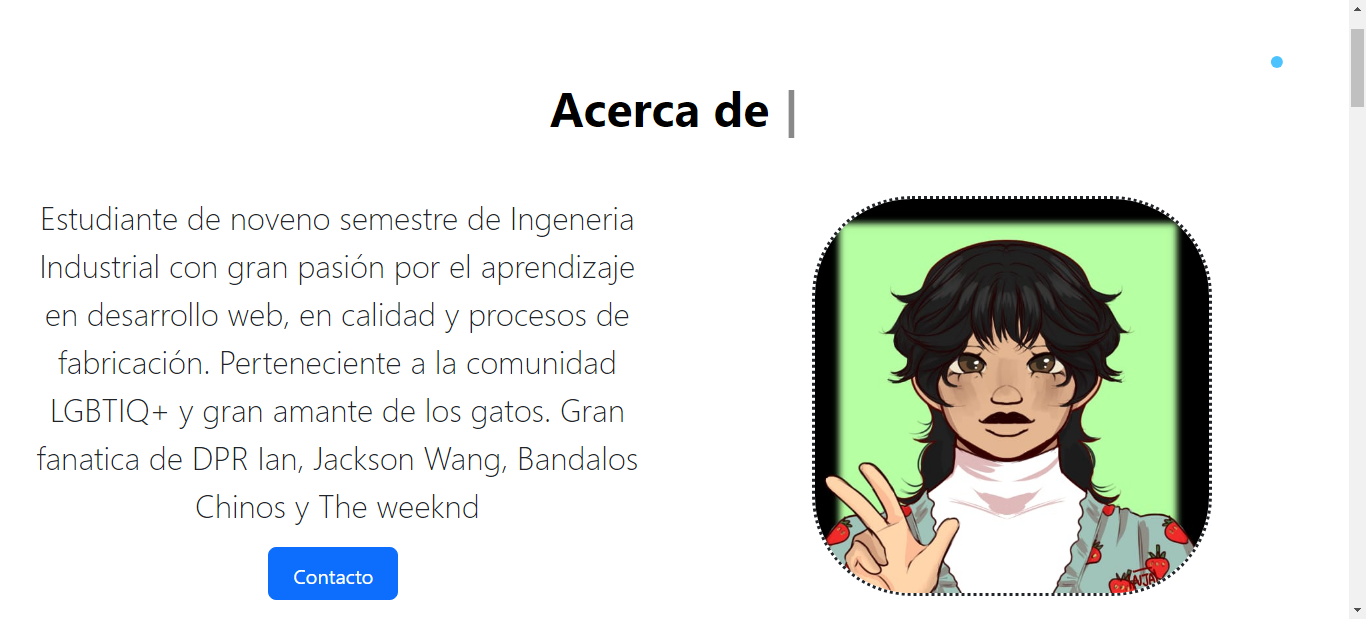 Acerca de |
Estudiante de noveno semestre de Ingeneria
Industrial con gran pasión por el aprendizaje
en desarrollo web, en calidad y procesos de
fabricación. Perteneciente a la comunidad
LGBTIQ+ y gran amante de los gatos. Gran
fanatica de DPR Ian, Jackson Wang, Bandalos
Chinos y The weeknd
Contacto